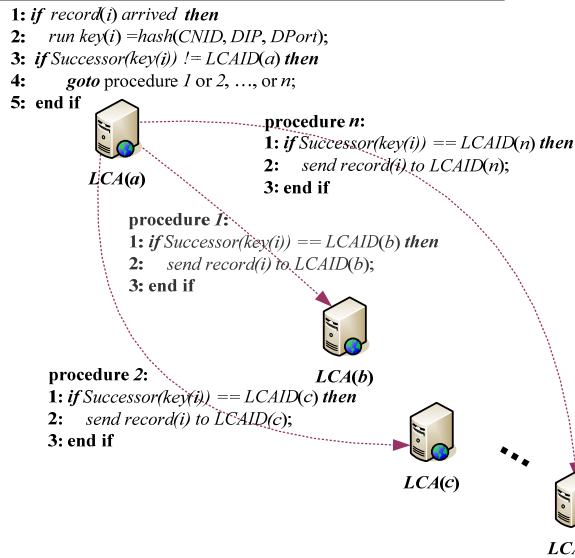 1: if record(i) arrived then
2: run key(i) =hash(CNID, DIP, DPort);
3: if Successor(key(i)) != LCAID(a) then
4: goto procedure 1 or 2, …, or n;
5: end if
LCA(a)
procedure n:
1: if Successor(key(i)) == LCAID(n) then
2: send record(i) to LCAID(n);
3: end if
procedure 1:
1: if Successor(key(i)) == LCAID(b) then
2: send record(i) to LCAID(b);
3: end if
LCA(b)
procedure 2:
1: if Successor(key(i)) == LCAID(c) then
2: send record(i) to LCAID(c);
3: end if
LCA(c)
LCA